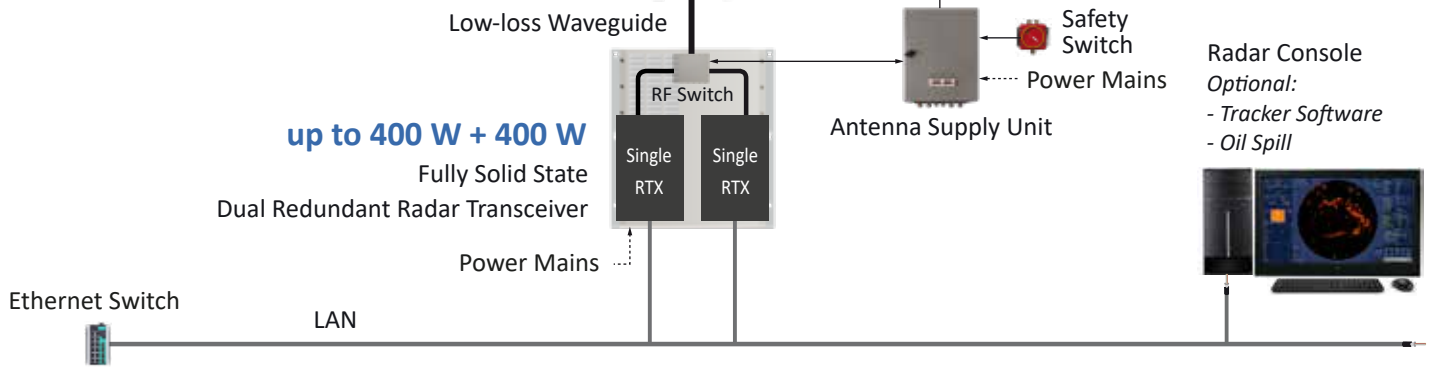 Low-loss Waveguide
Safety
Switch
Radar Console
Optional:
- Tracker Software
- Oil Spill
Power Mains
RF Switch
Antenna Supply Unit
up to 400 W + 400 W
Fully Solid State
Dual Redundant Radar Transceiver
Single
RTX
Single
RTX
Power Mains
Ethernet Switch
LAN